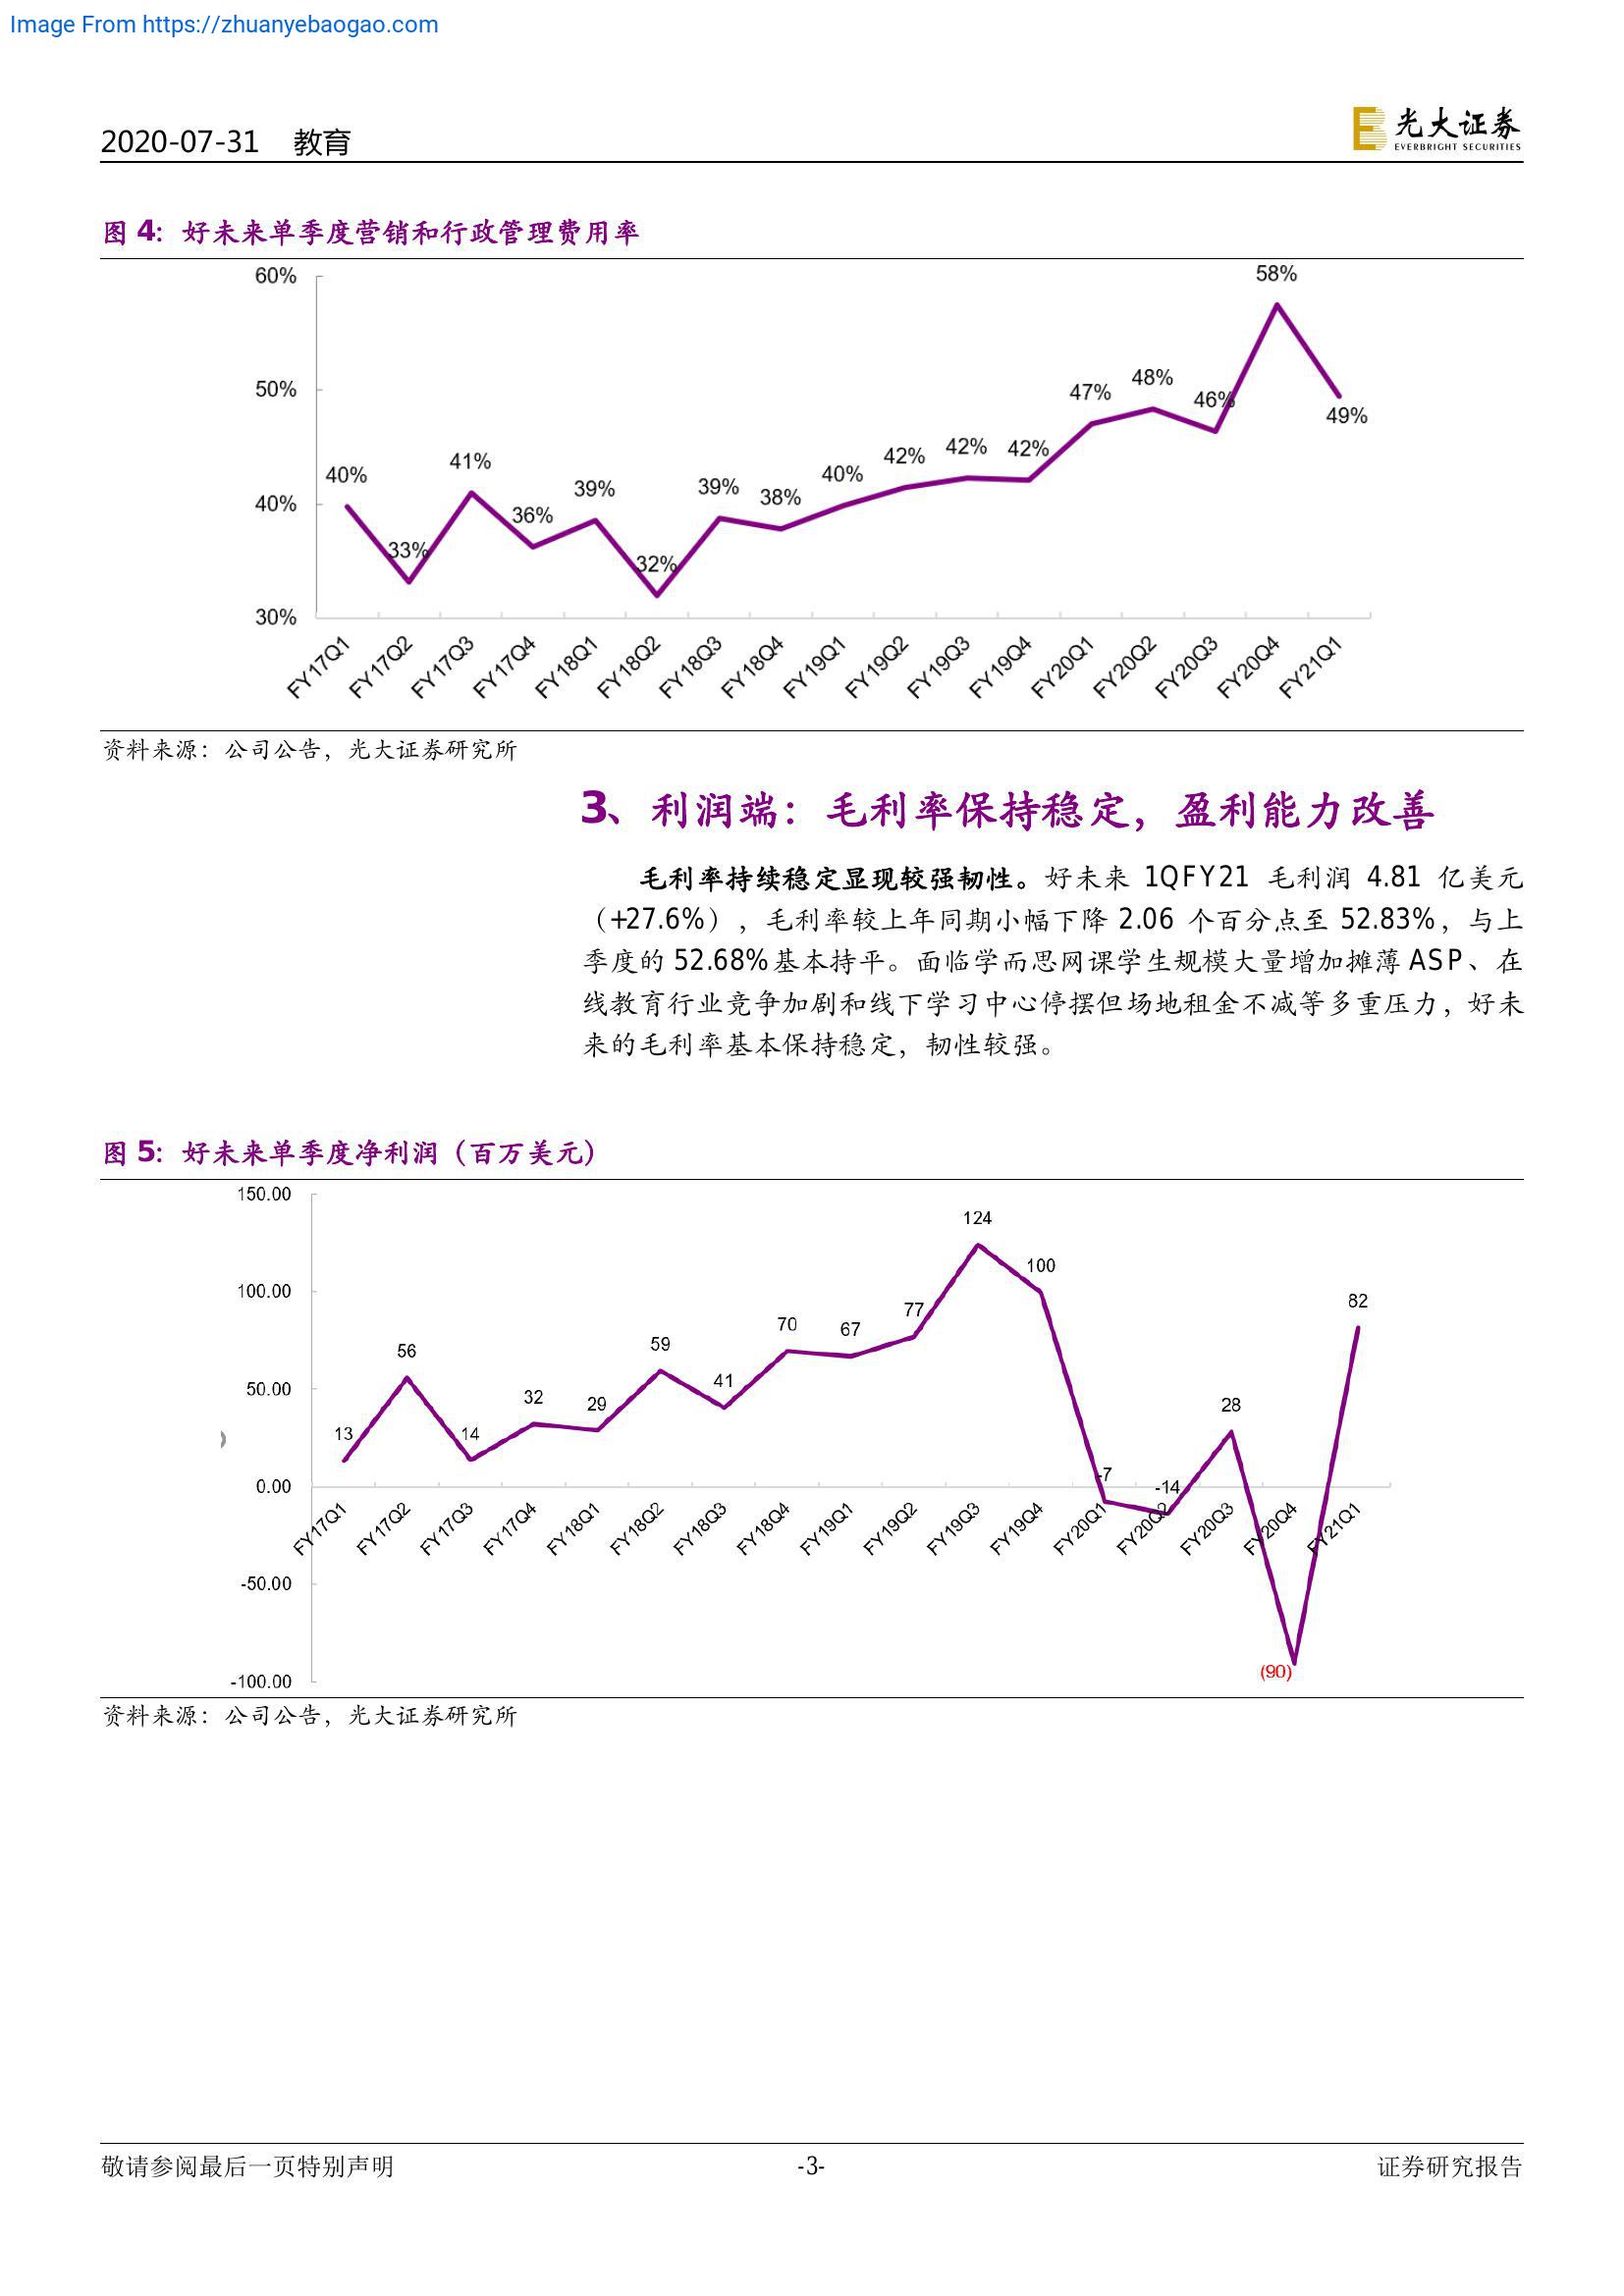 Image From https://zhuanyebaogao.com
2020-07-31 教育
光大证券
EVERBRIGHT SECURITIES
图 4：好未来单季度营销和行政管理费用率
60%
50%
40%
30%
40%
33%
41%
36%
39%
32%
39%
38%
40%
42%
42%
42%
47%
48%
46%
58%
49%
FY17Q1
FY17Q2
FY17Q3
FY17Q4
FY18Q1
FY18Q2
FY18Q3
FY18Q4
FY19Q1
FY19Q2
FY19Q3
FY19Q4
FY20Q1
FY20Q2
FY20Q3
FY20Q4
FY21Q1
资料来源：公司公告，光大证券研究所
3、利润端：毛利率保持稳定，盈利能力改善
毛利率持续稳定显现较强韧性。好未来 1QFY21 毛利润 4.81 亿美元
（+27.6%），毛利率较上年同期小幅下降 2.06 个百分点至 52.83%，与上
季度的 52.68%基本持平。面临学而思网课学生规模大量增加摊薄 ASP、在
线教育行业竞争加剧和线下学习中心停摆但场地租金不减等多重压力，好未
来的毛利率基本保持稳定，韧性较强。
图 5：好未来单季度净利润（百万美元）
150.00
100.00
50.00
0.00
-50.00
-100.00
13
56
14
32
29
59
41
70
67
77
124
100
-7
-14
28
(90)
82
FY17Q1
FY17Q2
FY17Q3
FY17Q4
FY18Q1
FY18Q2
FY18Q3
FY18Q4
FY19Q1
FY19Q2
FY19Q3
FY19Q4
FY20Q1
FY20Q2
FY20Q3
FY20Q4
FY21Q1
资料来源：公司公告，光大证券研究所
敬请参阅最后一页特别声明
-3-
证券研究报告